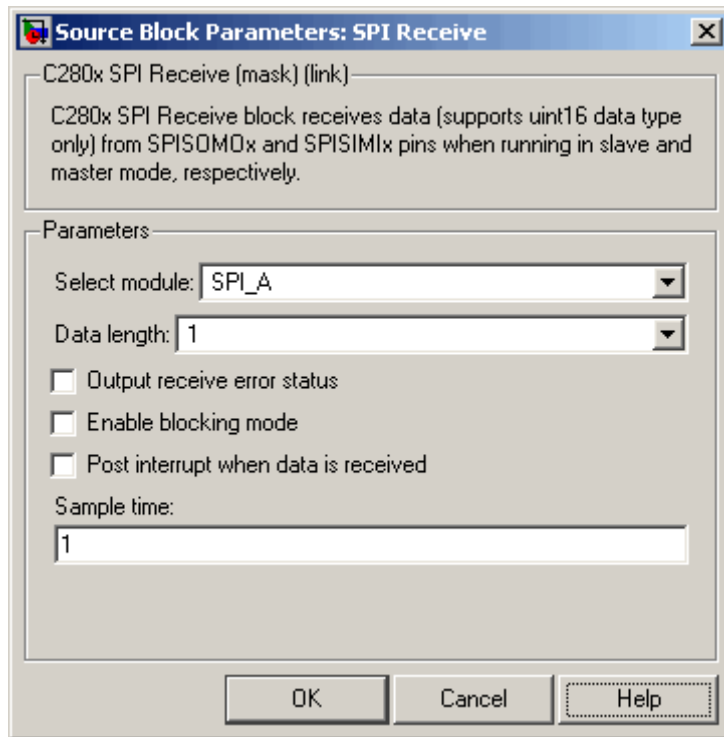 Source Block Parameters: SPI Receive
C280x SPI Receive (mask) (link)
C280x SPI Receive block receives data (supports uint16 data type
only) from SPISOMOx and SPISIMIx pins when running in slave and
master mode, respectively.
Parameters
Select module: SPI_A
Data length: 1
Output receive error status
Enable blocking mode
Post interrupt when data is received
Sample time:
1
OK Cancel Help